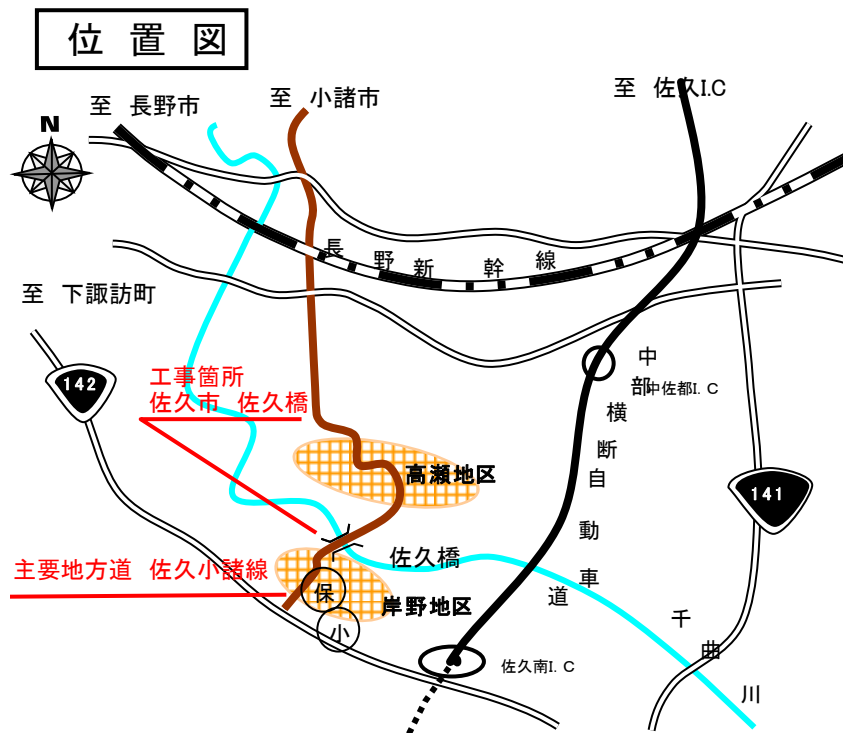 位 置 図
至 佐久I.C
至 小諸市
至 長野市
N
長野新幹線
至 下諏訪町
中部横断自動車道
中佐都I. C
工事箇所
142
佐久市 佐久橋
高瀬地区
141
佐久橋
主要地方道 佐久小諸線
保
岸野地区
小
千曲川
佐久南I. C